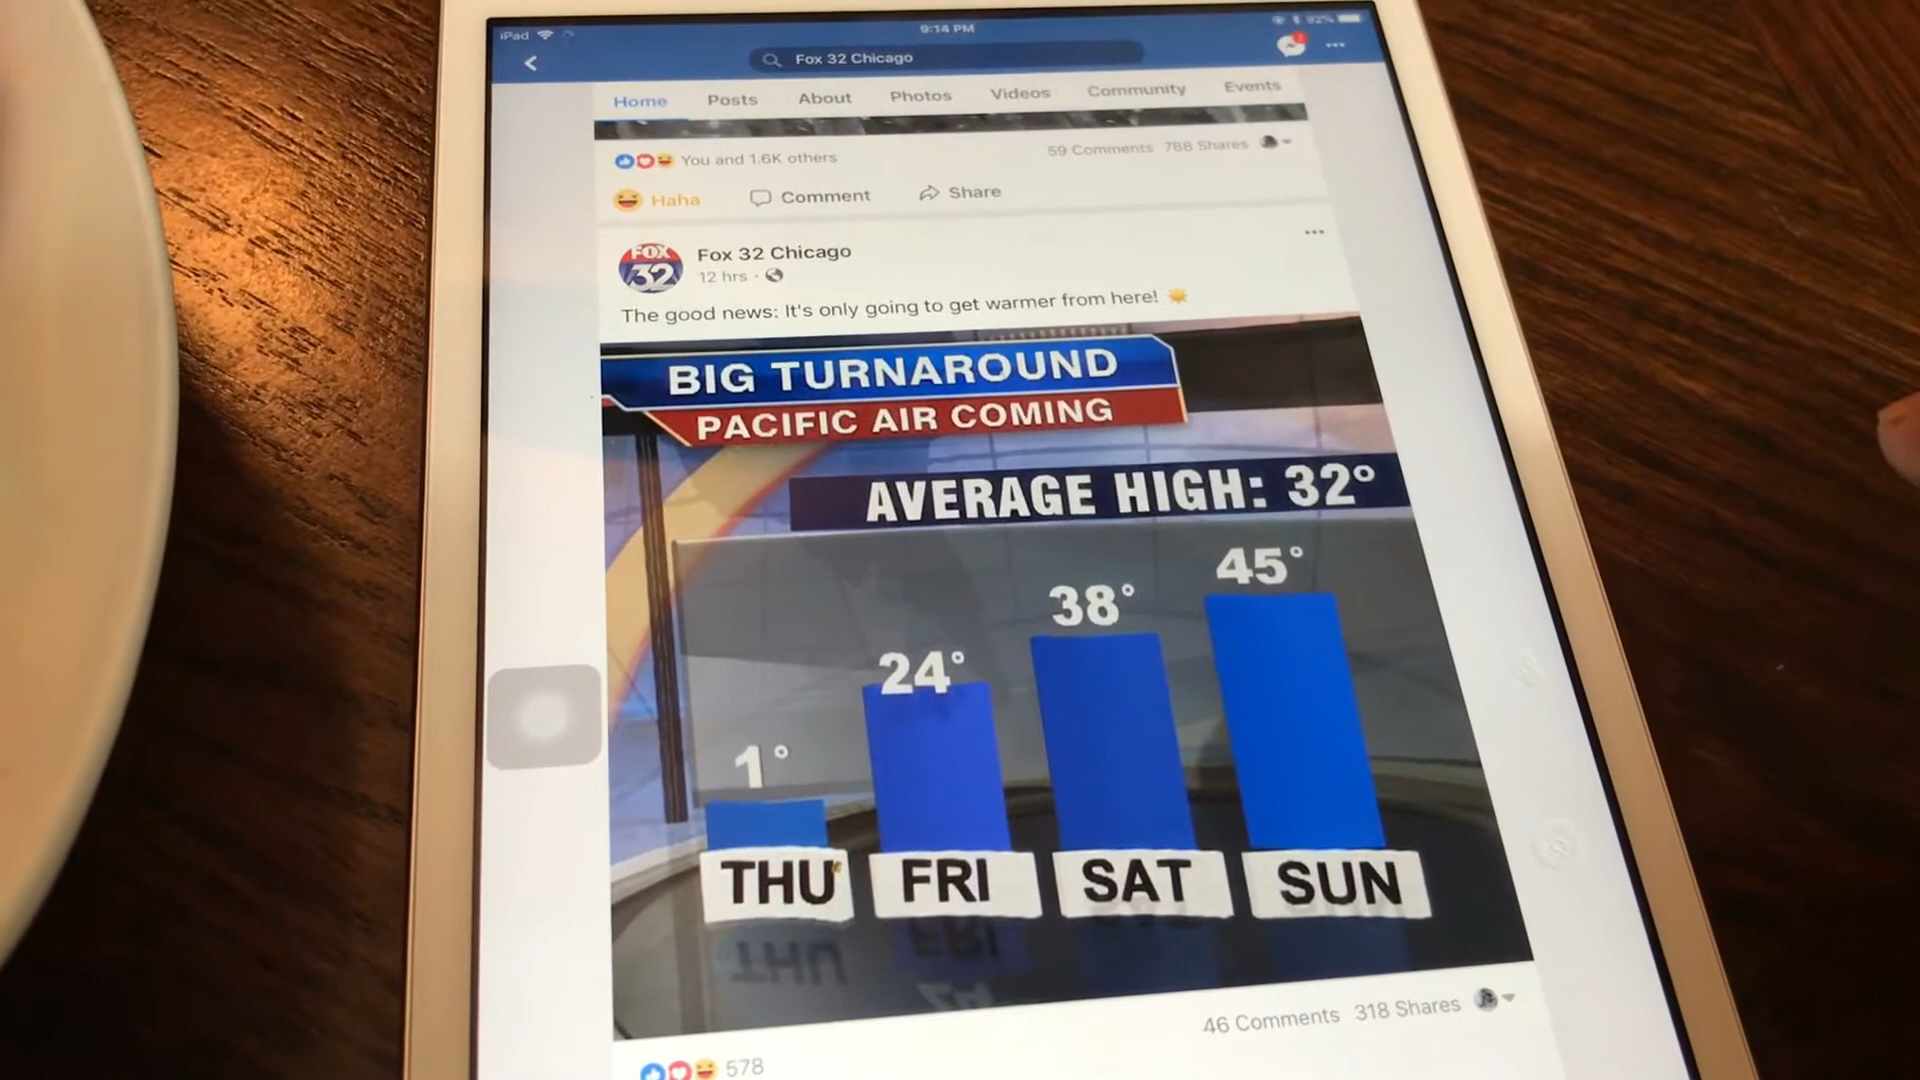 iPad
9:14 PM
92%
Fox 32 Chicago
Home Posts About Photos Videos Community Events
You and 1.6K others
59 Comments 788 Shares
Haha Comment Share
FOX
32
Fox 32 Chicago
12 hrs
The good news: It's only going to get warmer from here!
BIG TURNAROUND
PACIFIC AIR COMING
AVERAGE HIGH: 32°
1° 24° 38° 45°
THU FRI SAT SUN
46 Comments 318 Shares
578